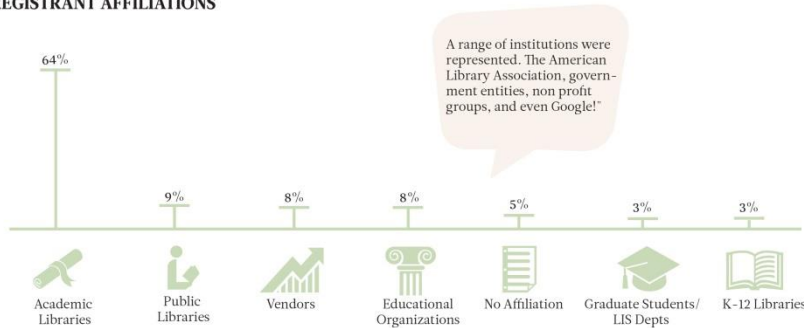 REGISTRANT AFFILIATIONS
A range of institutions were
represented. The American
Library Association, govern-
ment entities, non profit
groups, and even Google!"
64%
9%
8%
8%
5%
3%
3%
Academic
Libraries
Public
Libraries
Vendors
Educational
Organizations
No Affiliation
Graduate Students/
LIS Depts
K-12 Libraries